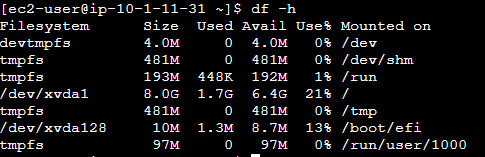 [ec2-user@ip-10-1-11-31 ~]$ df -h
Filesystem      Size  Used Avail Use% Mounted on
devtmpfs        4.0M     0  4.0M   0% /dev
tmpfs           481M     0  481M   0% /dev/shm
tmpfs           193M  448K  192M   1% /run
/dev/xvda1      8.0G  1.7G  6.4G  21% /
tmpfs           481M     0  481M   0% /tmp
/dev/xvda128     10M  1.3M  8.7M  13% /boot/efi
tmpfs            97M     0   97M   0% /run/user/1000